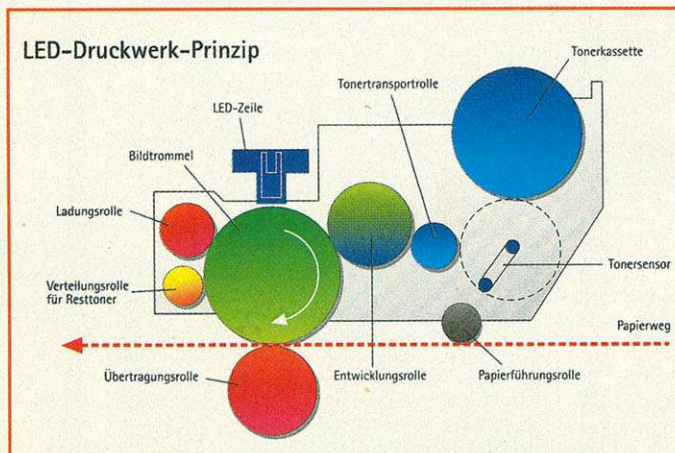 LED-Druckwerk-Prinzip
Tonerkassette
Tonertransportrolle
LED-Zeile
Bildtrommel
Ladungsrolle
Verteilungsrolle
für Resttoner
Tonersensor
Papierweg
Übertragungsrolle
Entwicklungsrolle
Papierführungsrolle